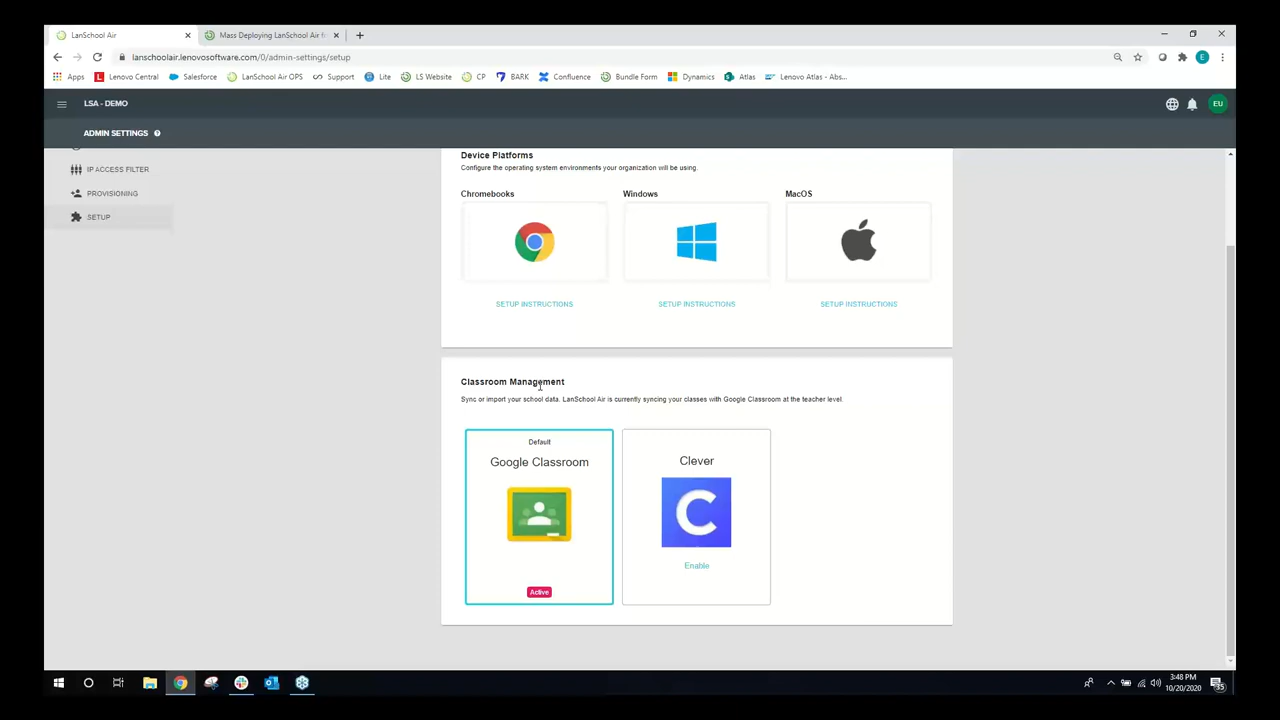 LanSchool Air
Mass Deploying LanSchool Air f
lanschoolair.lenovosoftware.com/0/admin-settings/setup
E
Apps
Lenovo Central
Salesforce
LanSchool Air OPS
Support
Lite
LS Website
CP
BARK
Confluence
Bundle Form
Dynamics
Atlas
Lenovo Atlas - Abs...
LSA - DEMO
EU
ADMIN SETTINGS
IP ACCESS FILTER
PROVISIONING
SETUP
Device Platforms
Configure the operating system environments your organization will be using.
Chromebooks
Windows
MacOS
SETUP INSTRUCTIONS
SETUP INSTRUCTIONS
SETUP INSTRUCTIONS
Classroom Management
Sync or import your school data. LanSchool Air is currently syncing your classes with Google Classroom at the teacher level.
Default
Google Classroom
Active
Clever
C
Enable
3:48 PM
10/20/2020
35